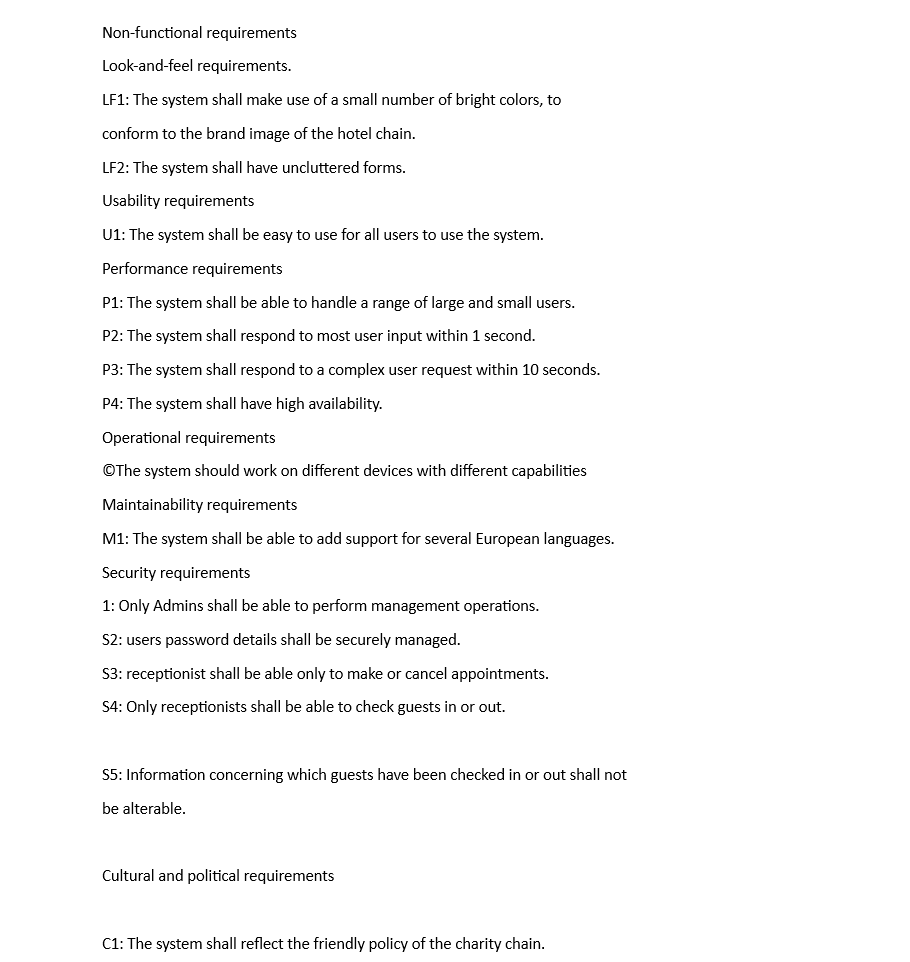 Non-functional requirements
Look-and-feel requirements.
LF1: The system shall make use of a small number of bright colors, to
conform to the brand image of the hotel chain.
LF2: The system shall have uncluttered forms.
Usability requirements
U1: The system shall be easy to use for all users to use the system.
Performance requirements
P1: The system shall be able to handle a range of large and small users.
P2: The system shall respond to most user input within 1 second.
P3: The system shall respond to a complex user request within 10 seconds.
P4: The system shall have high availability.
Operational requirements
©The system should work on different devices with different capabilities
Maintainability requirements
M1: The system shall be able to add support for several European languages.
Security requirements
1: Only Admins shall be able to perform management operations.
S2: users password details shall be securely managed.
S3: receptionist shall be able only to make or cancel appointments.
S4: Only receptionists shall be able to check guests in or out.
S5: Information concerning which guests have been checked in or out shall not
be alterable.
Cultural and political requirements
C1: The system shall reflect the friendly policy of the charity chain.